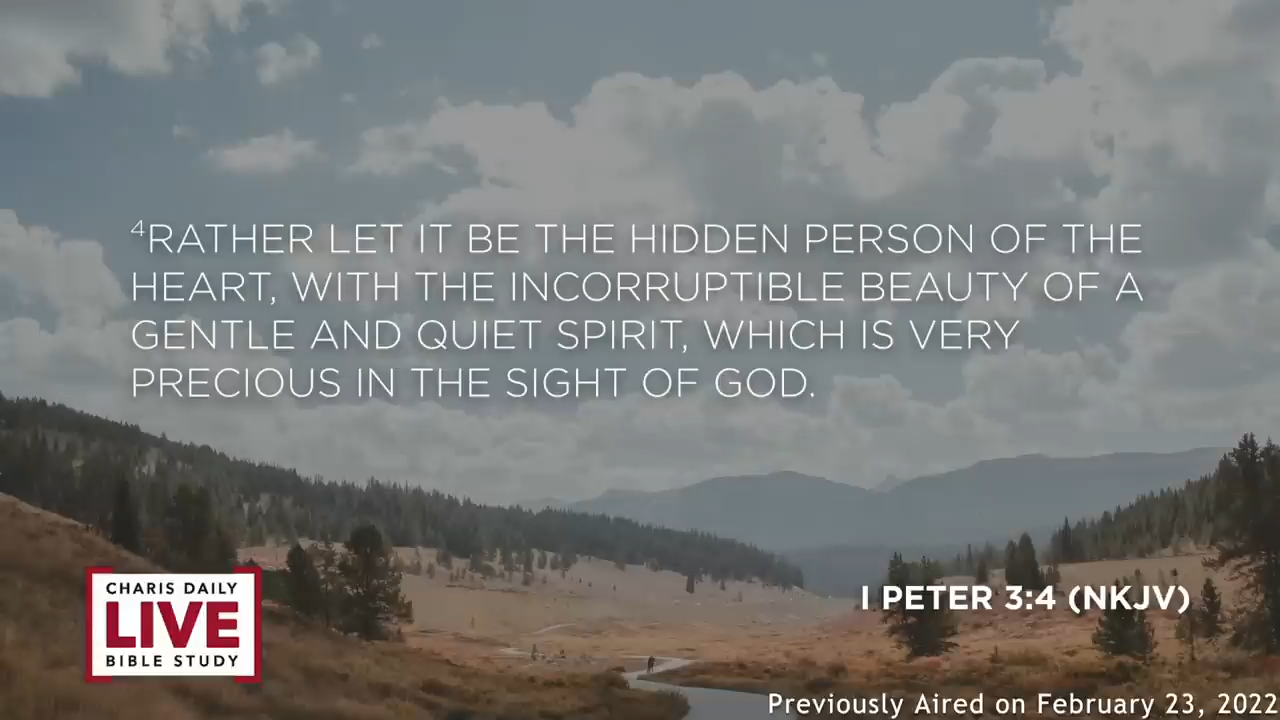 ⁴RATHER LET IT BE THE HIDDEN PERSON OF THE
HEART, WITH THE INCORRUPTIBLE BEAUTY OF A
GENTLE AND QUIET SPIRIT, WHICH IS VERY
PRECIOUS IN THE SIGHT OF GOD.
I PETER 3:4 (NKJV)
CHARIS DAILY
LIVE
BIBLE STUDY
Previously Aired on February 23, 2022